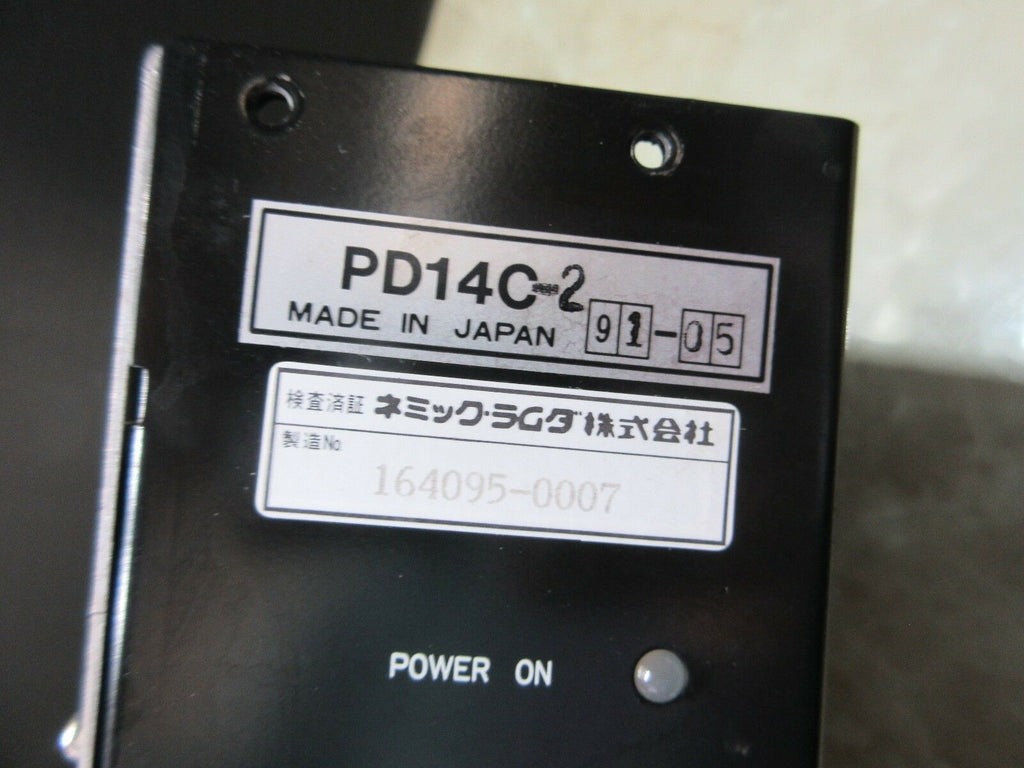 PD14C-2
MADE IN JAPAN 91-05
検査済証 ネミック・ラムダ株式会社
製造No.
164095-0007
POWER ON